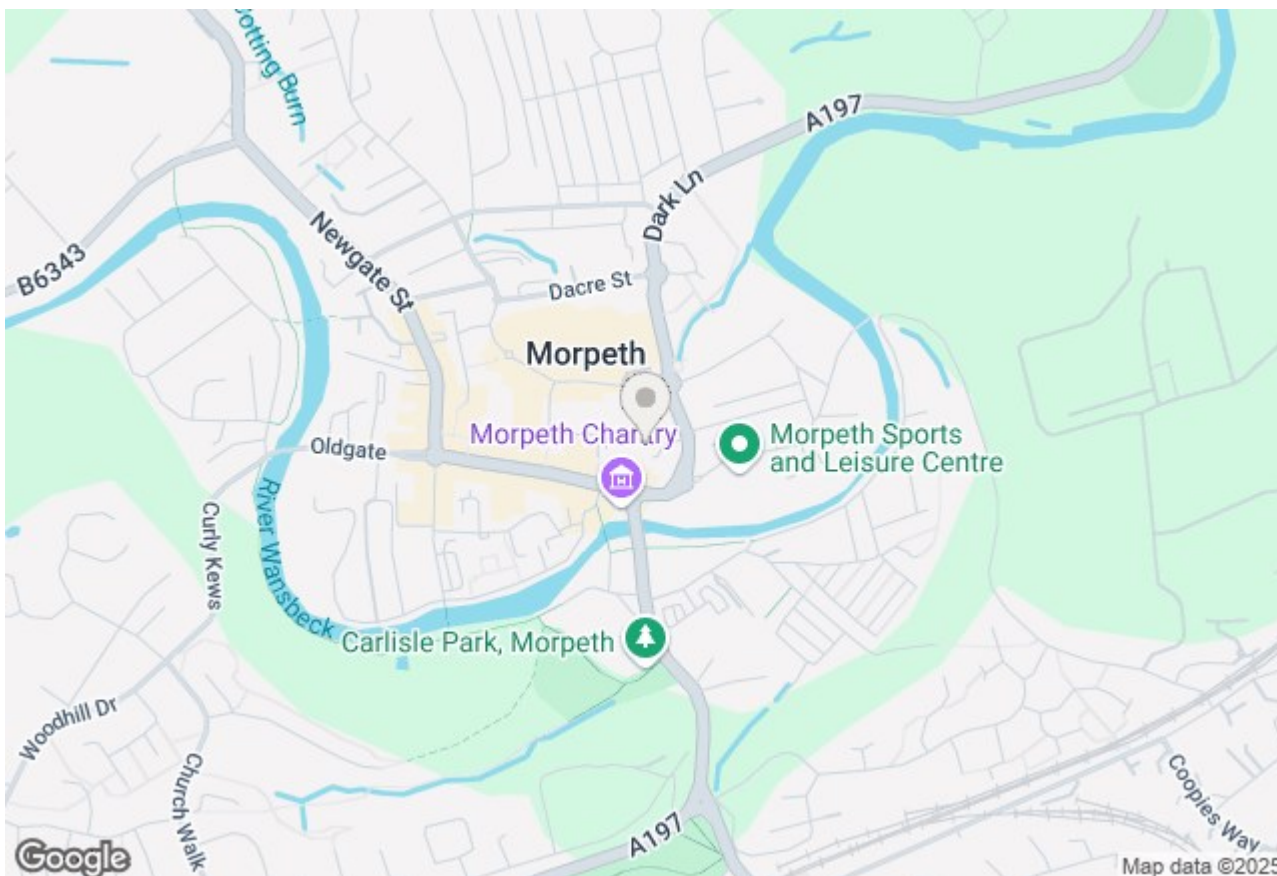 Cotting Burn
A197
Dark Ln
Newgate St
B6343
Dacre St
Morpeth
Morpeth Chantry
Morpeth Sports
and Leisure Centre
Oldgate
River Wansbeck
Curly Kews
Carlisle Park, Morpeth
Woodhill Dr
Church Walk
Coopies Way
A197
Google
Map data ©2025